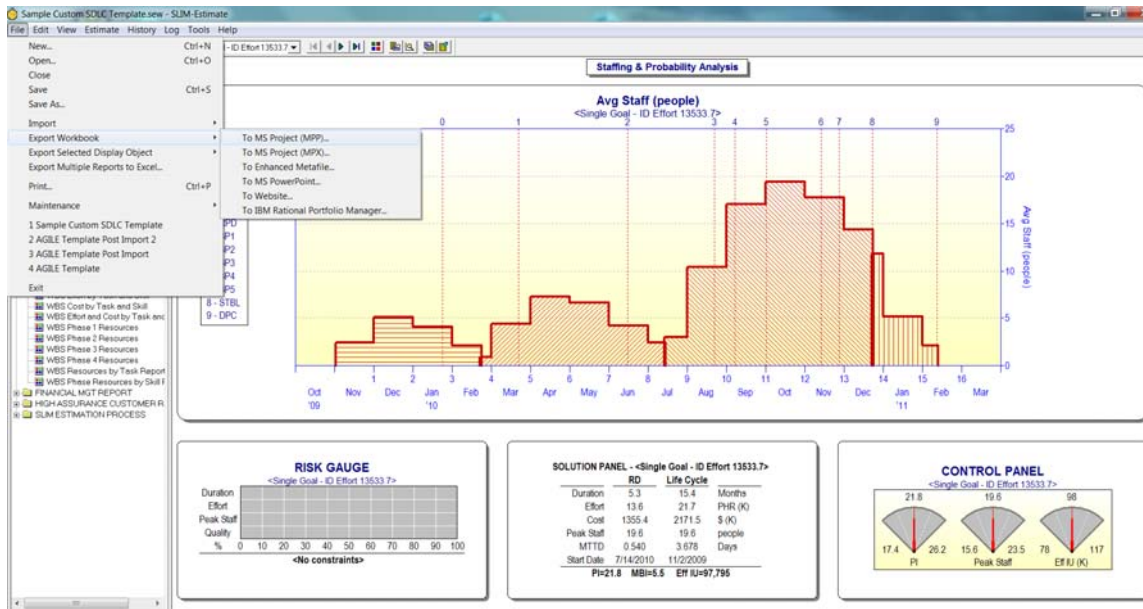 Sample Custom SDLC Template.sew - SLIM-Estimate
File Edit View Estimate History Log Tools Help
New... Ctrl+N
Open... Ctrl+O
Close
Save Ctrl+S
Save As...
Import
Export Workbook
Export Selected Display Object
Export Multiple Reports to Excel...
Print... Ctrl+P
Maintenance
1 Sample Custom SDLC Template
2 AGILE Template Post Import 2
3 AGILE Template Post Import
4 AGILE Template
Exit
To MS Project (MPP)...
To MS Project (MPX)...
To Enhanced Metafile...
To MS PowerPoint...
To Website...
To IBM Rational Portfolio Manager...
WBS Cost by Task and Skill
WBS Effort and Cost by Task and
WBS Phase 1 Resources
WBS Phase 2 Resources
WBS Phase 3 Resources
WBS Phase 4 Resources
WBS Resources by Task Report
WBS Phase Resources by Skill
FINANCIAL MGT REPORT
HIGH ASSURANCE CUSTOMER R
SLIM ESTIMATION PROCESS
- ID Effort 13533.7
Staffing & Probability Analysis
Avg Staff (people)
<Single Goal - ID Effort 13533.7>
0 1 2 3 4 5 6 7 8 9
25
20
15
10
5
0
Avg Staff (people)
8 - STBL
9 - DPC
1 2 3 4 5 6 7 8 9 10 11 12 13 14 15 16
Oct Nov Dec Jan Feb Mar Apr May Jun Jul Aug Sep Oct Nov Dec Jan Feb Mar
'09 '10 '11
RISK GAUGE
<Single Goal - ID Effort 13533.7>
Duration
Effort
Peak Staff
Quality
% 0 10 20 30 40 50 60 70 80 90 100
<No constraints>
SOLUTION PANEL - <Single Goal - ID Effort 13533.7>
RD Life Cycle
Duration 5.3 15.4 Months
Effort 13.6 21.7 PHR (K)
Cost 1355.4 2171.5 $ (K)
Peak Staff 19.6 19.6 people
MTTD 0.540 3.678 Days
Start Date 7/14/2010 11/2/2009
PI=21.8 MBI=5.5 Eff IU=97,795
CONTROL PANEL
<Single Goal - ID Effort 13533.7>
21.8 19.6 98
17.4 26.2 15.6 23.5 78 117
PI Peak Staff Eff IU (K)